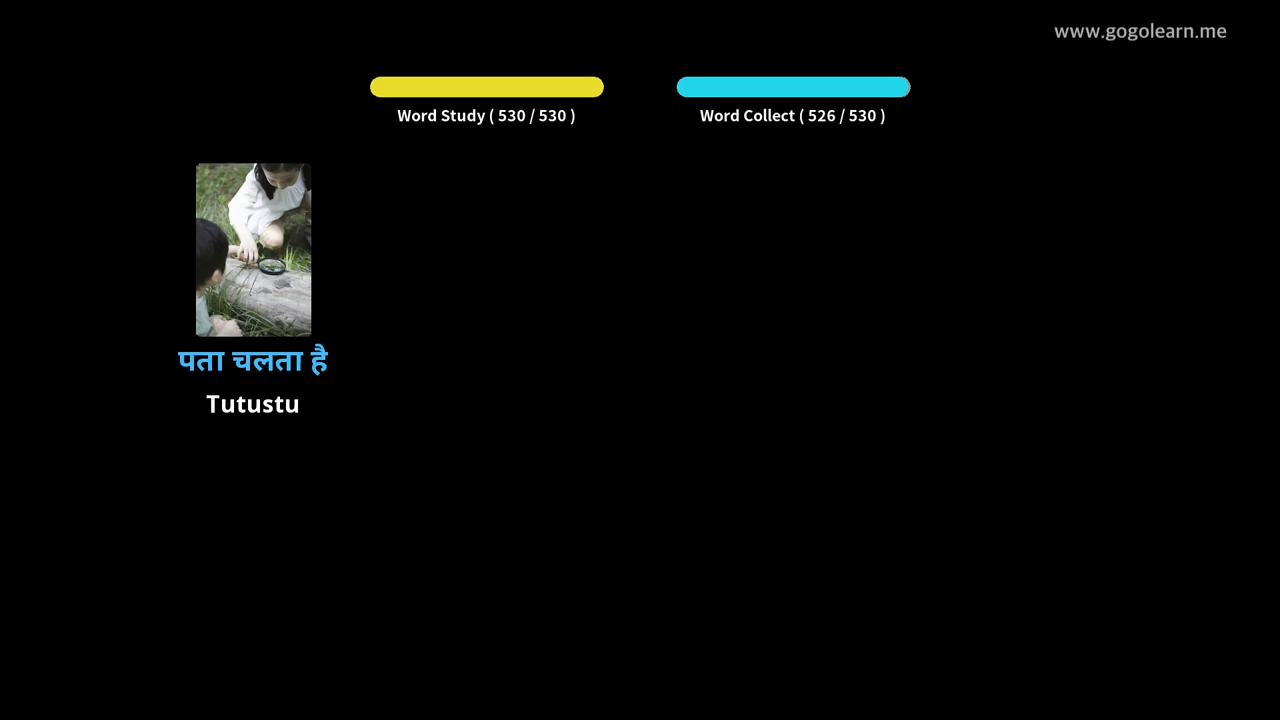 www.gogolearn.me
Word Study ( 530 / 530 )
Word Collect ( 526 / 530 )
पता चलता है
Tutustu